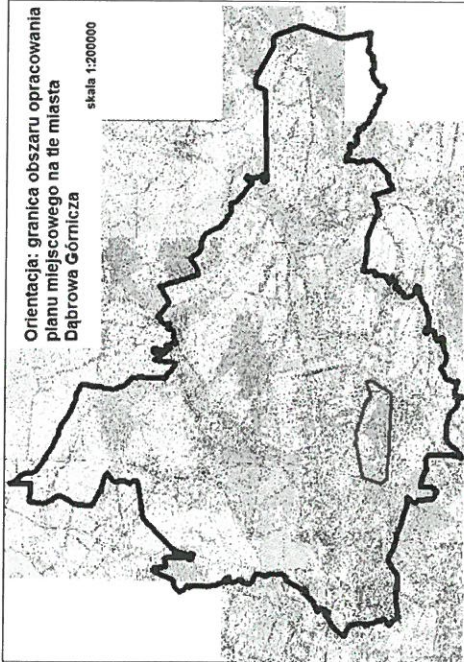 Orientacja: granica obszaru opracowania
planu miejscowego na tle miasta
Dąbrowa Górnicza
skala 1:200000